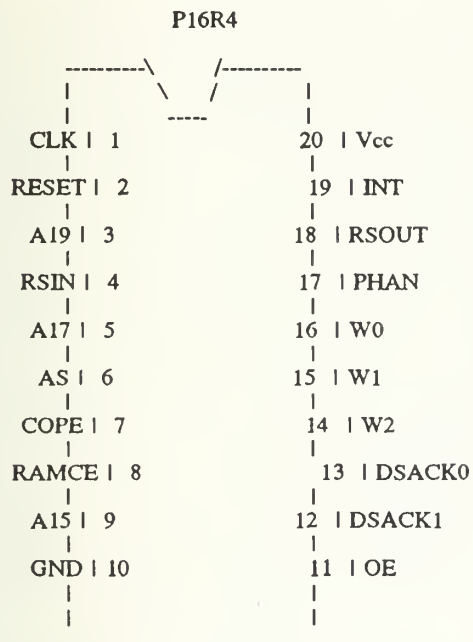 P16R4
CLK | 1 20 | Vcc
RESET | 2 19 | INT
A19 | 3 18 | RSOUT
RSIN | 4 17 | PHAN
A17 | 5 16 | W0
AS | 6 15 | W1
COPE | 7 14 | W2
RAMCE | 8 13 | DSACK0
A15 | 9 12 | DSACK1
GND | 10 11 | OE